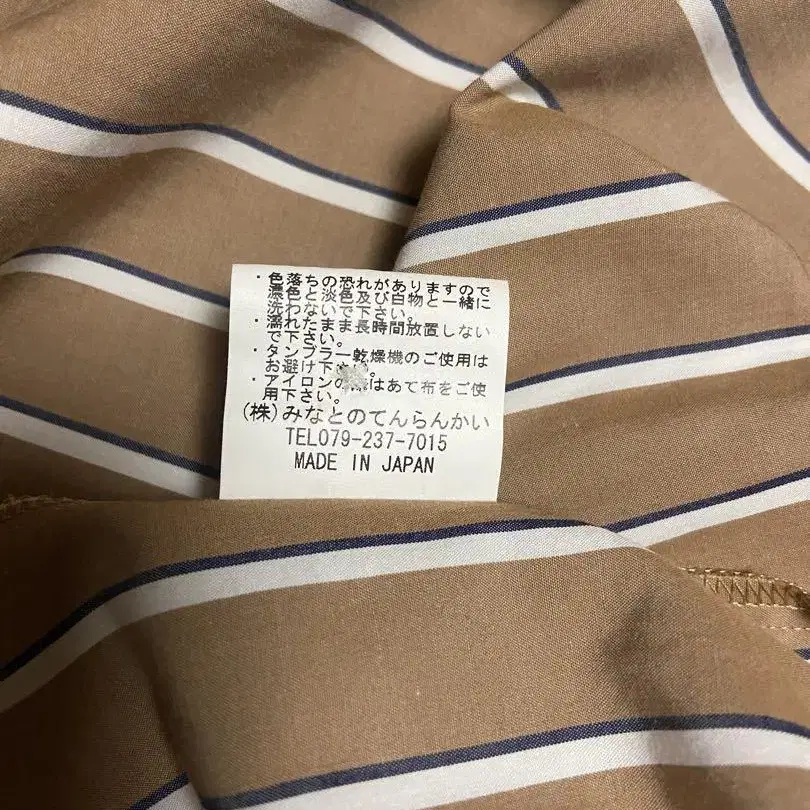 ・色落ちの恐れがありますので
濃色と淡色及び白物と一緒に
洗わないで下さい。
・濡れたまま長時間放置しない
で下さい。
・タンブラー乾燥機のご使用は
お避け下さい。
・アイロンの はあて布をご使
用下さい。
(株)みなとのてんらんかい
TEL079-237-7015
MADE IN JAPAN